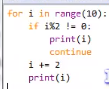 for i in range(10):
    if i%2 != 0:
        print(i)
        continue
    i += 2
    print(i)